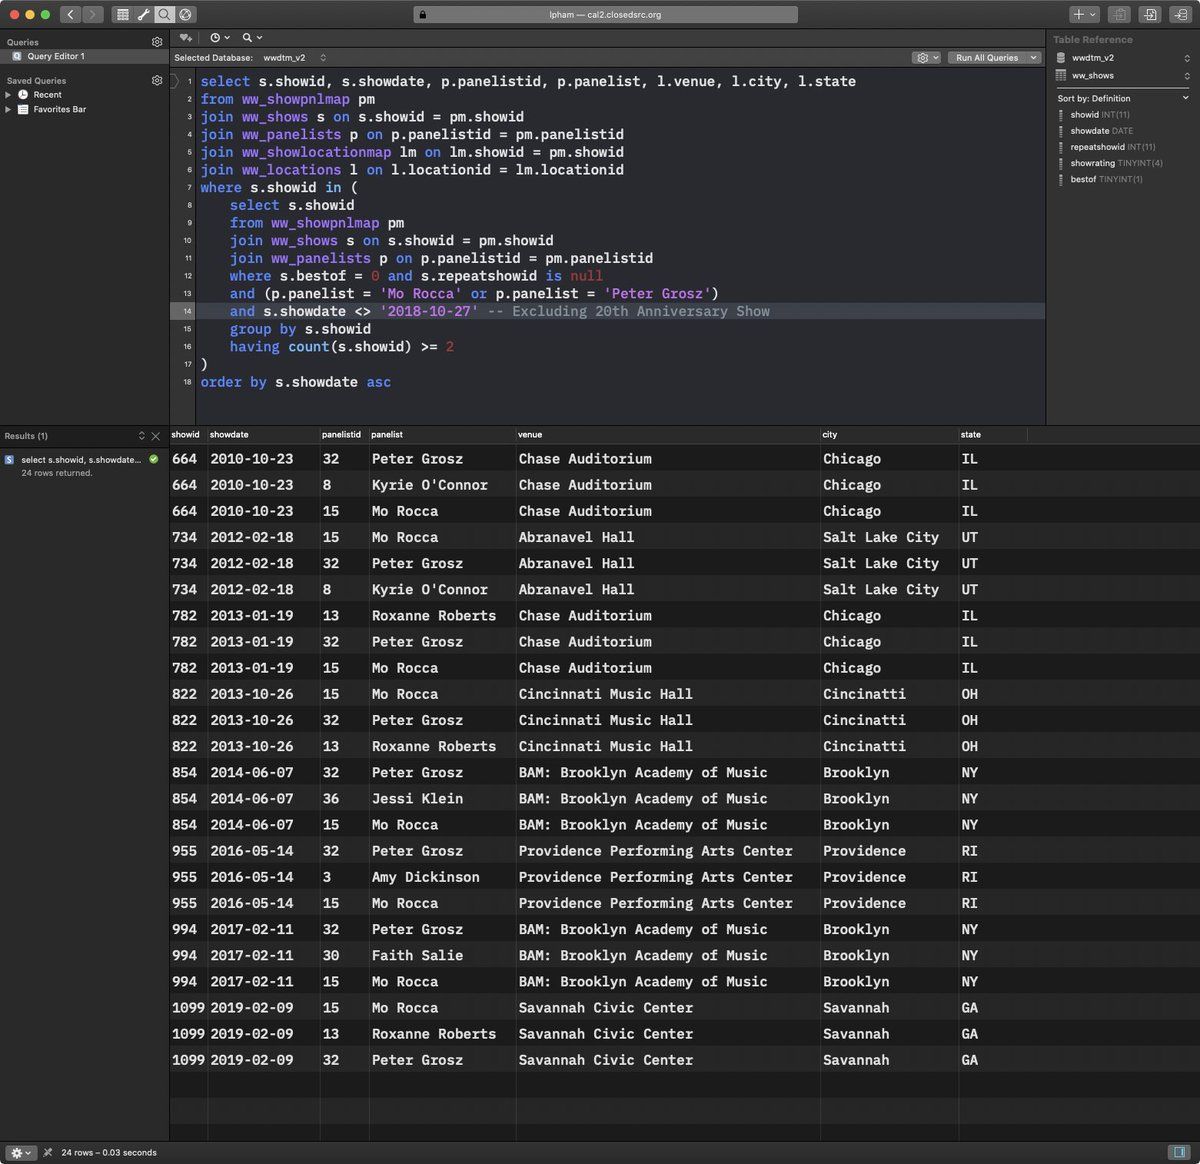 lpham — cal2.closedsrc.org
Queries
Query Editor 1
Saved Queries
Recent
Favorites Bar
Selected Database: wwdtm_v2
Run All Queries
1 select s.showid, s.showdate, p.panelistid, p.panelist, l.venue, l.city, l.state
2 from ww_showpnlmap pm
3 join ww_shows s on s.showid = pm.showid
4 join ww_panelists p on p.panelistid = pm.panelistid
5 join ww_showlocationmap lm on lm.showid = pm.showid
6 join ww_locations l on l.locationid = lm.locationid
7 where s.showid in (
8 select s.showid
9 from ww_showpnlmap pm
10 join ww_shows s on s.showid = pm.showid
11 join ww_panelists p on p.panelistid = pm.panelistid
12 where s.bestof = 0 and s.repeatshowid is null
13 and (p.panelist = 'Mo Rocca' or p.panelist = 'Peter Grosz')
14 and s.showdate <> '2018-10-27' -- Excluding 20th Anniversary Show
15 group by s.showid
16 having count(s.showid) >= 2
17 )
18 order by s.showdate asc
Table Reference
wwdtm_v2
ww_shows
Sort by: Definition
showid INT(11)
showdate DATE
repeatshowid INT(11)
showrating TINYINT(4)
bestof TINYINT(1)
Results (1)
S select s.showid, s.showdate...
24 rows returned.
showid showdate panelistid panelist venue city state
664 2010-10-23 32 Peter Grosz Chase Auditorium Chicago IL
664 2010-10-23 8 Kyrie O'Connor Chase Auditorium Chicago IL
664 2010-10-23 15 Mo Rocca Chase Auditorium Chicago IL
734 2012-02-18 15 Mo Rocca Abranavel Hall Salt Lake City UT
734 2012-02-18 32 Peter Grosz Abranavel Hall Salt Lake City UT
734 2012-02-18 8 Kyrie O'Connor Abranavel Hall Salt Lake City UT
782 2013-01-19 13 Roxanne Roberts Chase Auditorium Chicago IL
782 2013-01-19 32 Peter Grosz Chase Auditorium Chicago IL
782 2013-01-19 15 Mo Rocca Chase Auditorium Chicago IL
822 2013-10-26 15 Mo Rocca Cincinnati Music Hall Cincinatti OH
822 2013-10-26 32 Peter Grosz Cincinnati Music Hall Cincinatti OH
822 2013-10-26 13 Roxanne Roberts Cincinnati Music Hall Cincinatti OH
854 2014-06-07 32 Peter Grosz BAM: Brooklyn Academy of Music Brooklyn NY
854 2014-06-07 36 Jessi Klein BAM: Brooklyn Academy of Music Brooklyn NY
854 2014-06-07 15 Mo Rocca BAM: Brooklyn Academy of Music Brooklyn NY
955 2016-05-14 32 Peter Grosz Providence Performing Arts Center Providence RI
955 2016-05-14 3 Amy Dickinson Providence Performing Arts Center Providence RI
955 2016-05-14 15 Mo Rocca Providence Performing Arts Center Providence RI
994 2017-02-11 32 Peter Grosz BAM: Brooklyn Academy of Music Brooklyn NY
994 2017-02-11 30 Faith Salie BAM: Brooklyn Academy of Music Brooklyn NY
994 2017-02-11 15 Mo Rocca BAM: Brooklyn Academy of Music Brooklyn NY
1099 2019-02-09 15 Mo Rocca Savannah Civic Center Savannah GA
1099 2019-02-09 13 Roxanne Roberts Savannah Civic Center Savannah GA
1099 2019-02-09 32 Peter Grosz Savannah Civic Center Savannah GA
24 rows – 0.03 seconds